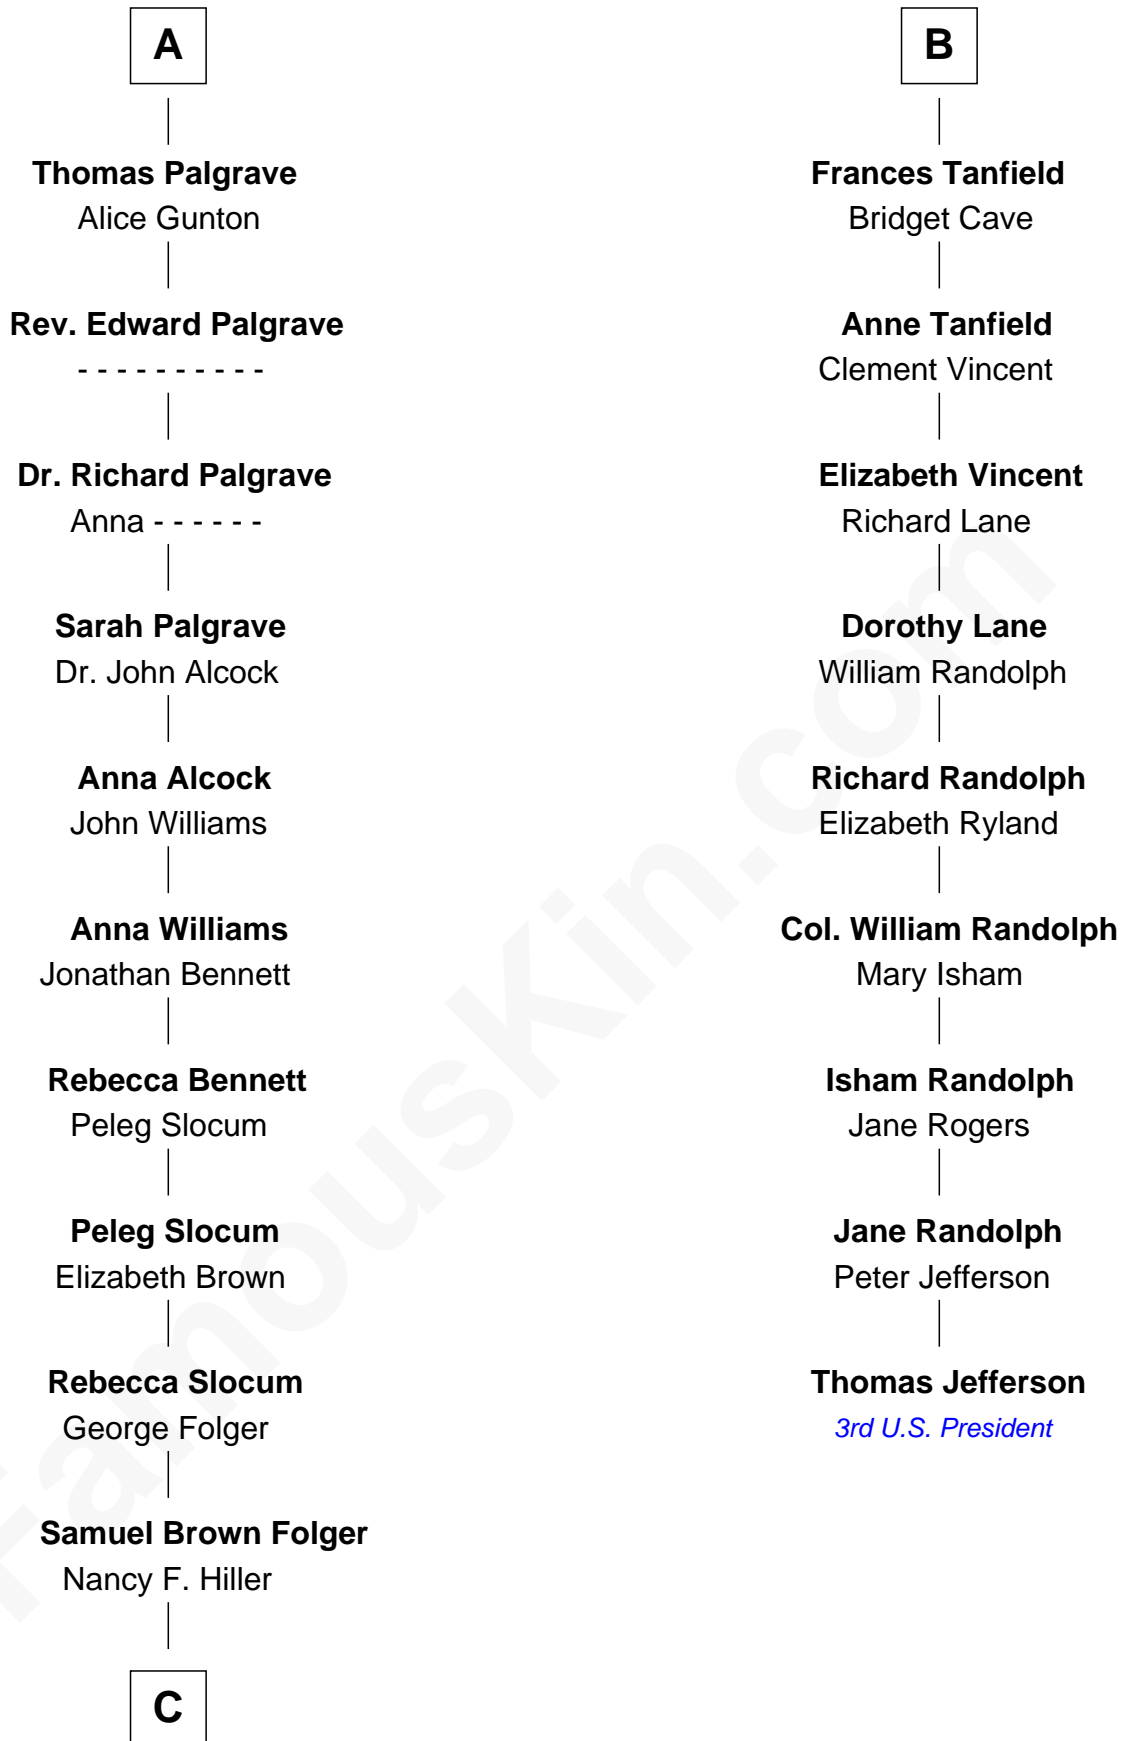 A
Thomas Palgrave
Alice Gunton
Rev. Edward Palgrave
- - - - - - - - - -
Dr. Richard Palgrave
Anna - - - - - -
Sarah Palgrave
Dr. John Alcock
Anna Alcock
John Williams
Anna Williams
Jonathan Bennett
Rebecca Bennett
Peleg Slocum
Peleg Slocum
Elizabeth Brown
Rebecca Slocum
George Folger
Samuel Brown Folger
Nancy F. Hiller
C
B
Frances Tanfield
Bridget Cave
Anne Tanfield
Clement Vincent
Elizabeth Vincent
Richard Lane
Dorothy Lane
William Randolph
Richard Randolph
Elizabeth Ryland
Col. William Randolph
Mary Isham
Isham Randolph
Jane Rogers
Jane Randolph
Peter Jefferson
Thomas Jefferson
3rd U.S. President
FamousKin.com